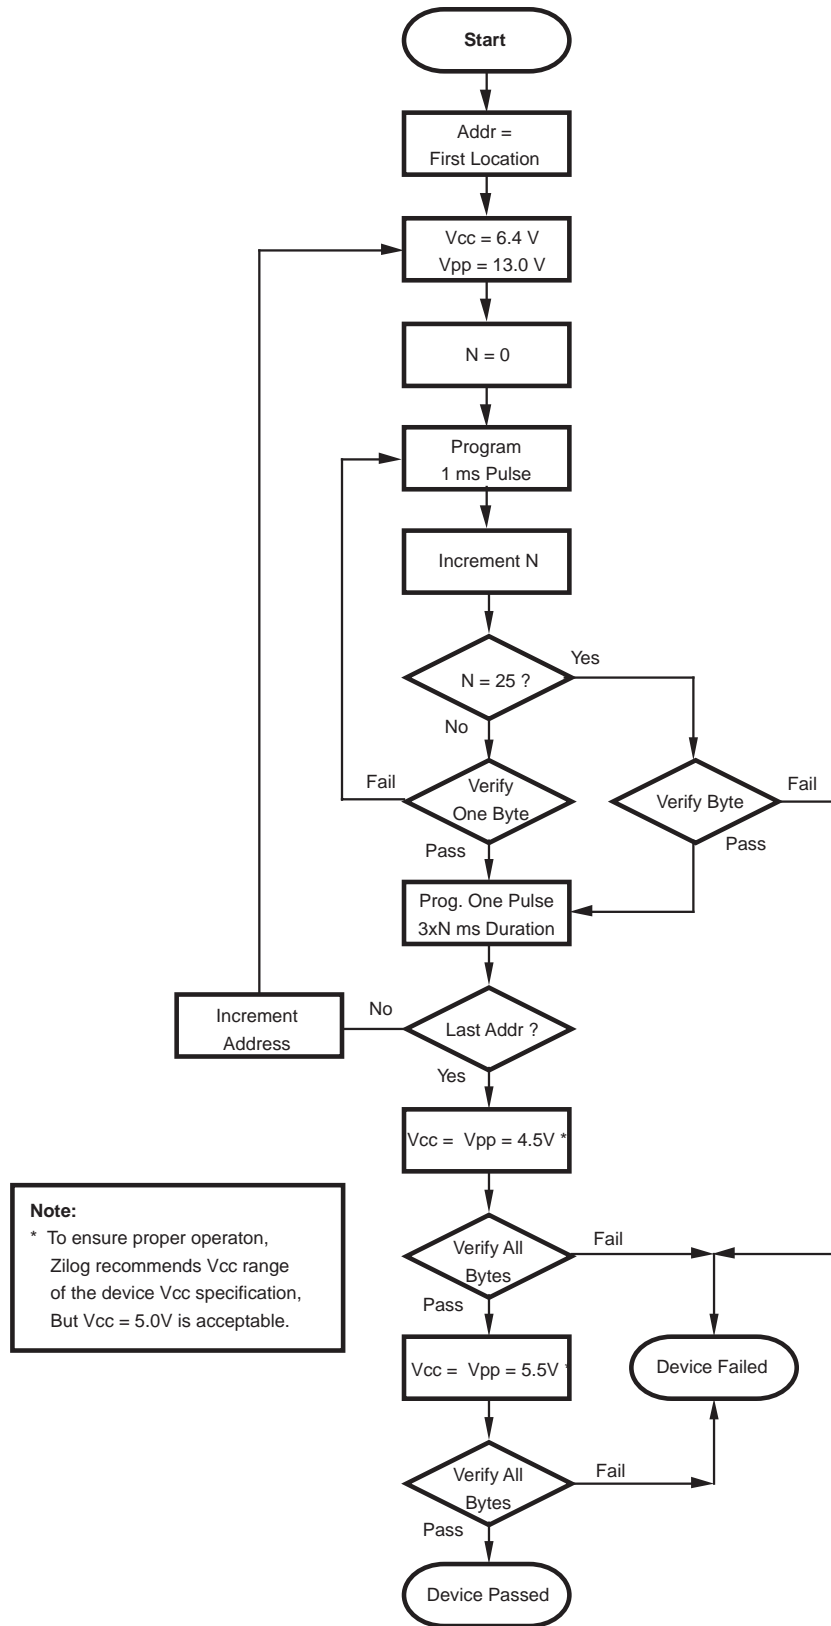 Start
Addr =
First Location
Vcc = 6.4 V
Vpp = 13.0 V
N = 0
Program
1 ms Pulse
Increment N
N = 25 ?
Yes
No
Fail
Verify
One Byte
Verify Byte
Fail
Pass
Pass
Prog. One Pulse
3xN ms Duration
Increment
Address
No
Last Addr ?
Yes
Vcc = Vpp = 4.5V *
Note:
* To ensure proper operaton,
Zilog recommends Vcc range
of the device Vcc specification,
But Vcc = 5.0V is acceptable.
Verify All
Bytes
Fail
Pass
Vcc = Vpp = 5.5V *
Device Failed
Verify All
Bytes
Fail
Pass
Device Passed